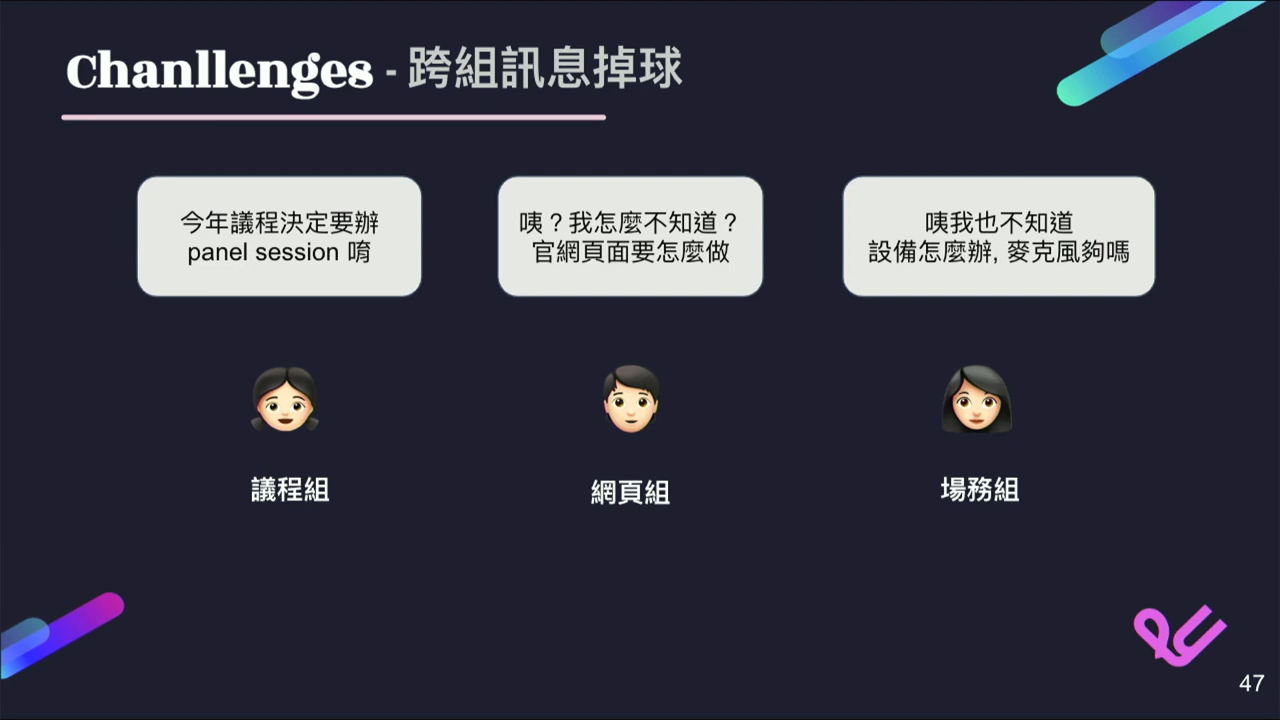 Chanllenges - 跨組訊息掉球
今年議程決定要辦
panel session 唷
咦？我怎麼不知道？
官網頁面要怎麼做
咦我也不知道
設備怎麼辦, 麥克風夠嗎
議程組
網頁組
場務組
47